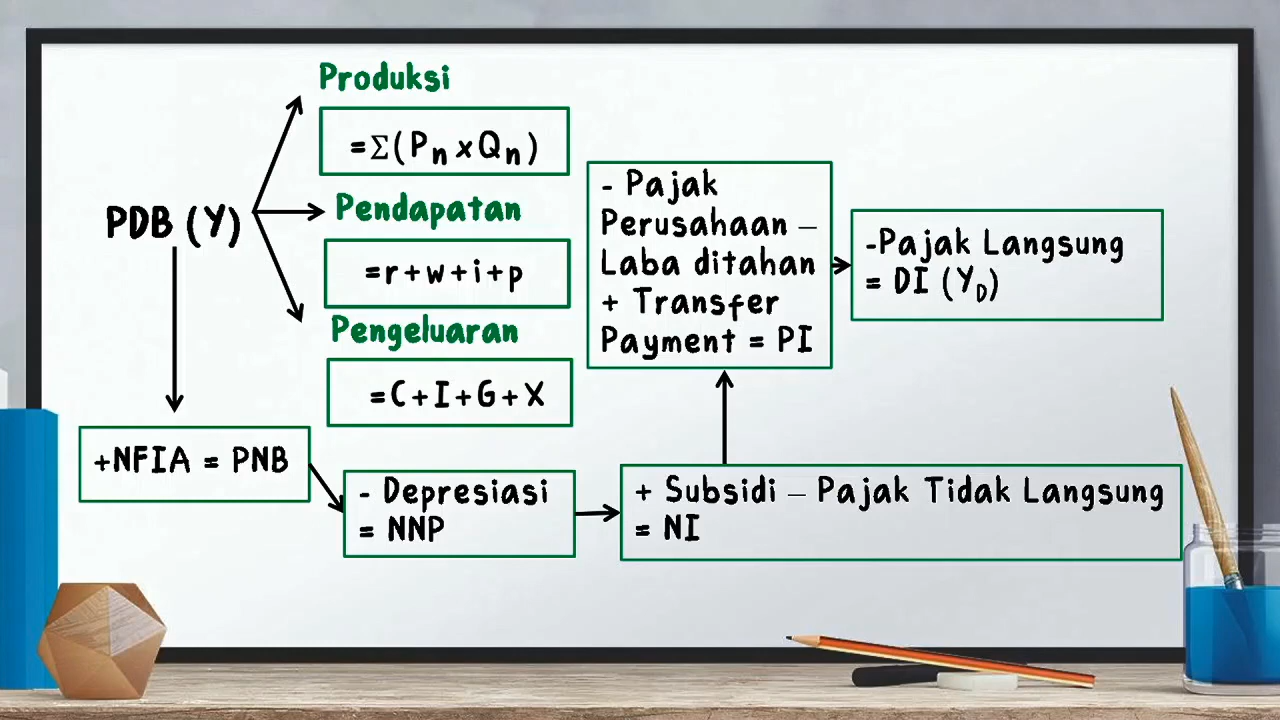 Produksi
=Σ(Pn x Qn)
PDB (Y)
Pendapatan
=r+w+i+p
Pengeluaran
=C+I+G+X
+NFIA = PNB
- Depresiasi
= NNP
+ Subsidi – Pajak Tidak Langsung
= NI
- Pajak
Perusahaan –
Laba ditahan
+ Transfer
Payment = PI
-Pajak Langsung
= DI (YD)